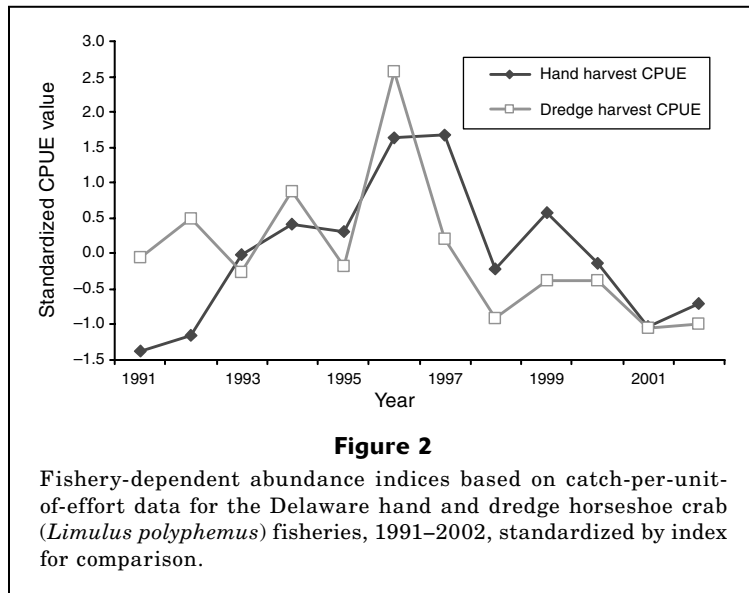 3.0
2.5
2.0
1.5
1.0
0.5
0.0
–0.5
–1.0
–1.5
Standardized CPUE value
Hand harvest CPUE
Dredge harvest CPUE
1991 1993 1995 1997 1999 2001
Year
Figure 2
Fishery-dependent abundance indices based on catch-per-unit-
of-effort data for the Delaware hand and dredge horseshoe crab
(Limulus polyphemus) fisheries, 1991–2002, standardized by index
for comparison.